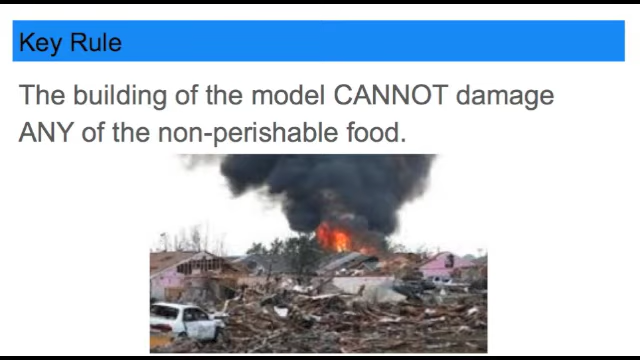 Key Rule
The building of the model CANNOT damage
ANY of the non-perishable food.